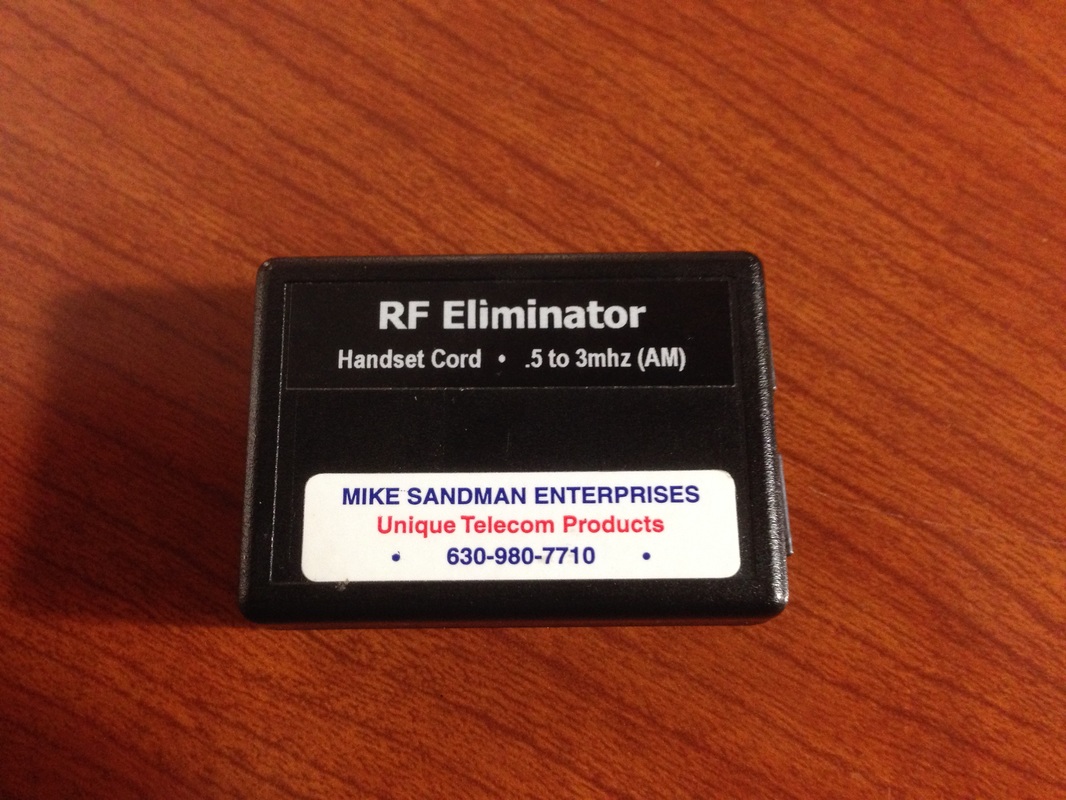 RF Eliminator
Handset Cord • .5 to 3mhz (AM)
MIKE SANDMAN ENTERPRISES
Unique Telecom Products
• 630-980-7710 •